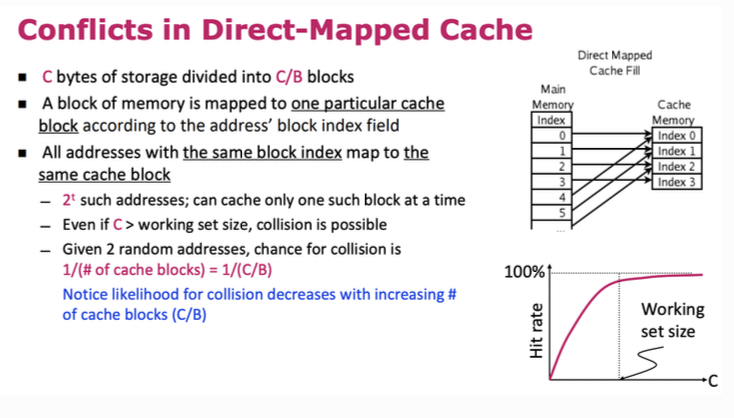 Conflicts in Direct-Mapped Cache
▪ C bytes of storage divided into C/B blocks
▪ A block of memory is mapped to one particular cache
block according to the address’ block index field
▪ All addresses with the same block index map to the
same cache block
– 2ᵗ such addresses; can cache only one such block at a time
– Even if C > working set size, collision is possible
– Given 2 random addresses, chance for collision is
1/(# of cache blocks) = 1/(C/B)
Notice likelihood for collision decreases with increasing #
of cache blocks (C/B)
Direct Mapped
Cache Fill
Main
Memory
Index
0
1
2
3
4
5
...
Cache
Memory
Index 0
Index 1
Index 2
Index 3
100%
Hit rate
Working
set size
C